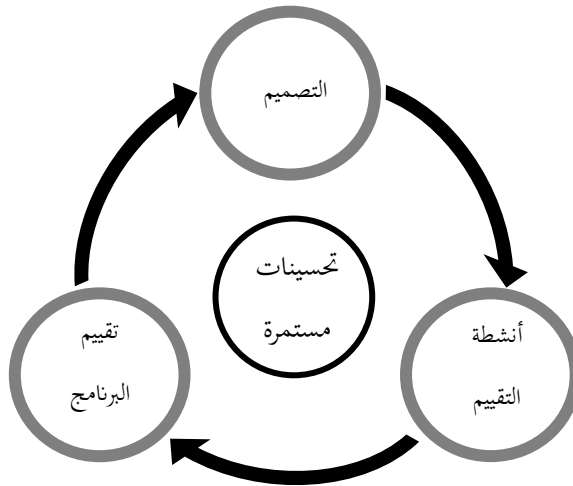 التصميم
تحسينات
مستمرة
أنشطة
التقييم
تقييم
البرنامج